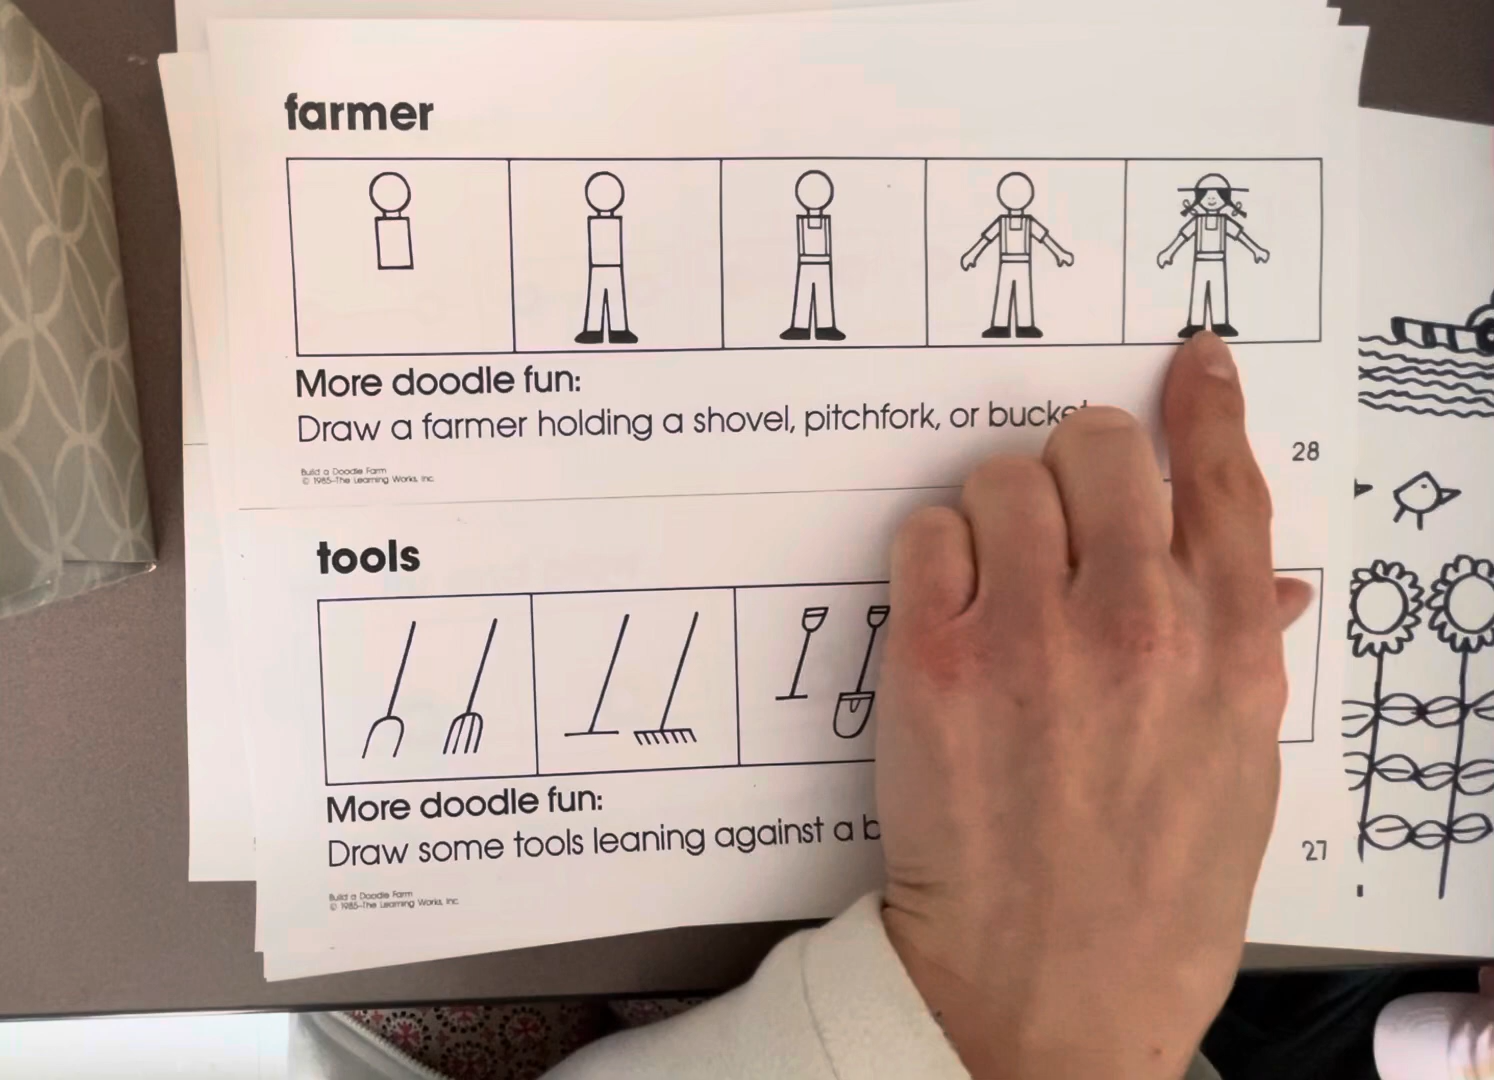 farmer
More doodle fun:
Draw a farmer holding a shovel, pitchfork, or
28
Build a Doodle Farm
© 1985–The Learning Works, Inc.
tools
More doodle fun:
Draw some tools leaning against a
27
Build a Doodle Farm
© 1985–The Learning Works, Inc.